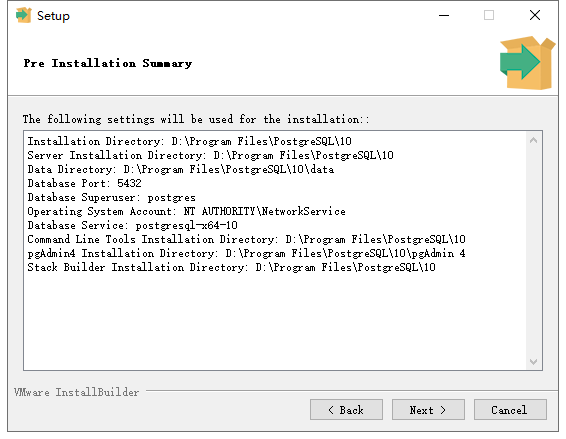 Setup
Pre Installation Summary
The following settings will be used for the installation::
Installation Directory: D:\Program Files\PostgreSQL\10
Server Installation Directory: D:\Program Files\PostgreSQL\10
Data Directory: D:\Program Files\PostgreSQL\10\data
Database Port: 5432
Database Superuser: postgres
Operating System Account: NT AUTHORITY\NetworkService
Database Service: postgresql-x64-10
Command Line Tools Installation Directory: D:\Program Files\PostgreSQL\10
pgAdmin4 Installation Directory: D:\Program Files\PostgreSQL\10\pgAdmin 4
Stack Builder Installation Directory: D:\Program Files\PostgreSQL\10
VMware InstallBuilder
< Back Next > Cancel